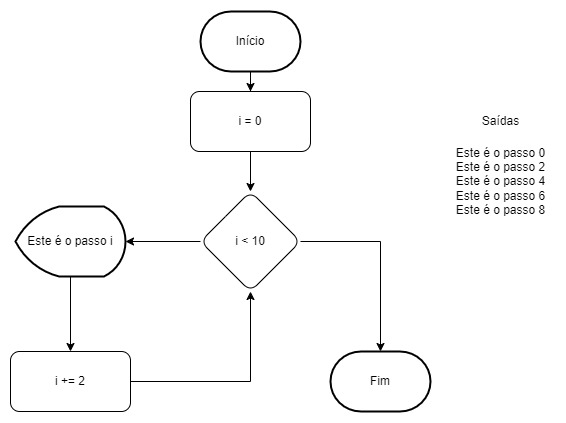 Início
i = 0
Saídas
Este é o passo 0
Este é o passo 2
Este é o passo 4
Este é o passo 6
Este é o passo 8
Este é o passo i
i < 10
i += 2
Fim